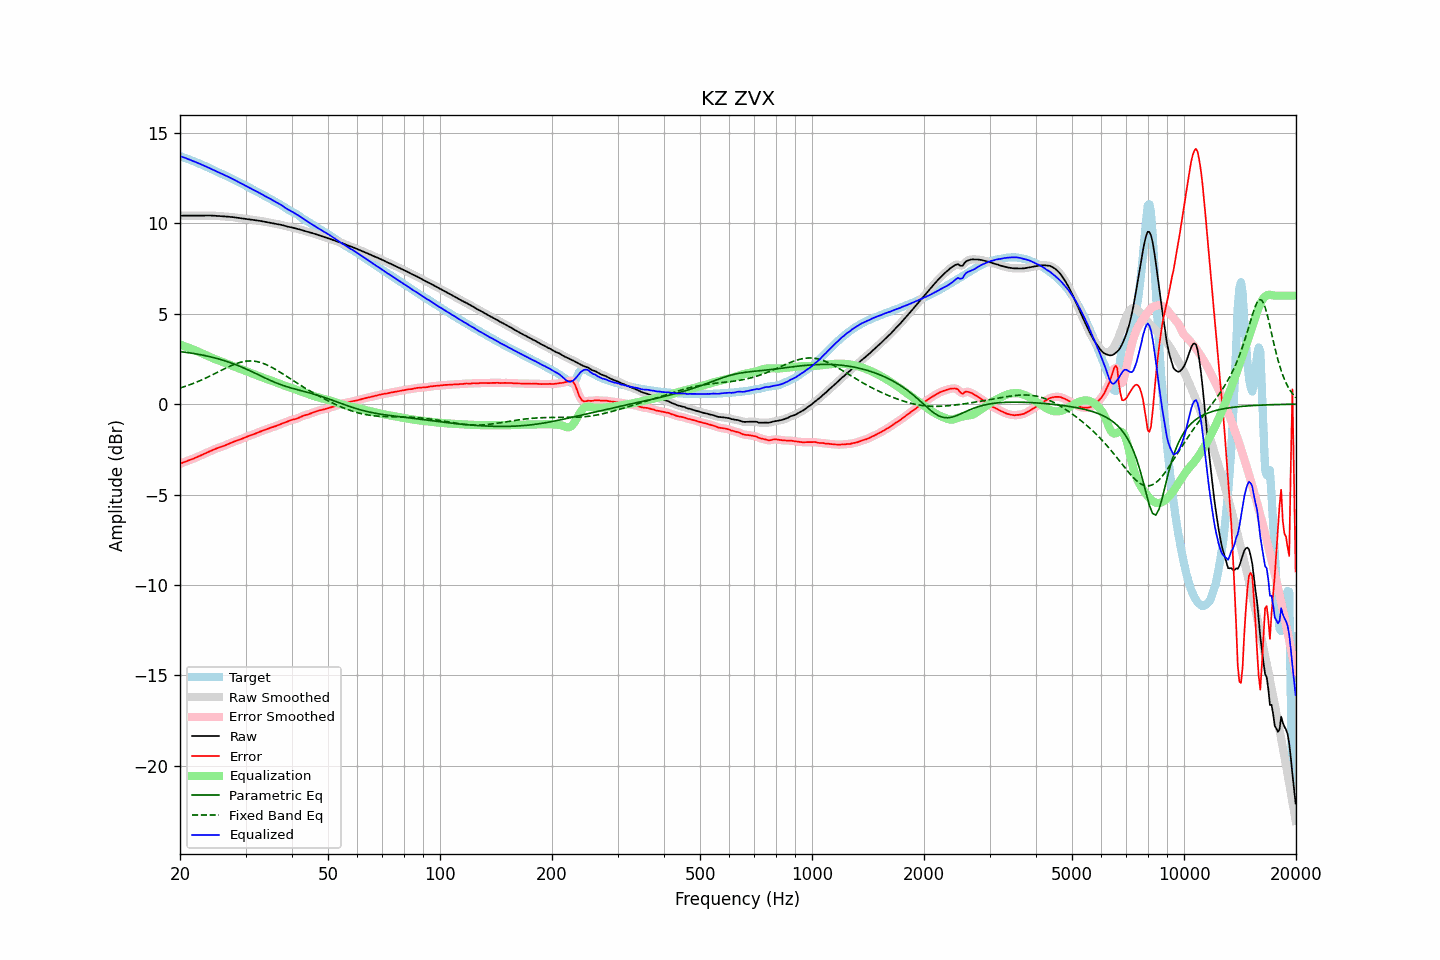 KZ ZVX
15
10
5
0
−5
−10
−15
−20
Amplitude (dBr)
Target
Raw Smoothed
Error Smoothed
Raw
Error
Equalization
Parametric Eq
Fixed Band Eq
Equalized
20 50 100 200 500 1000 2000 5000 10000 20000
Frequency (Hz)